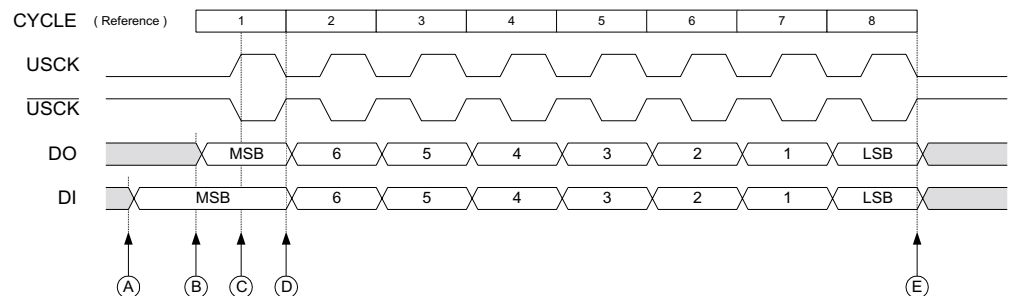 CYCLE ( Reference ) 1 2 3 4 5 6 7 8
USCK
USCK
DO MSB 6 5 4 3 2 1 LSB
DI MSB 6 5 4 3 2 1 LSB
A B C D E